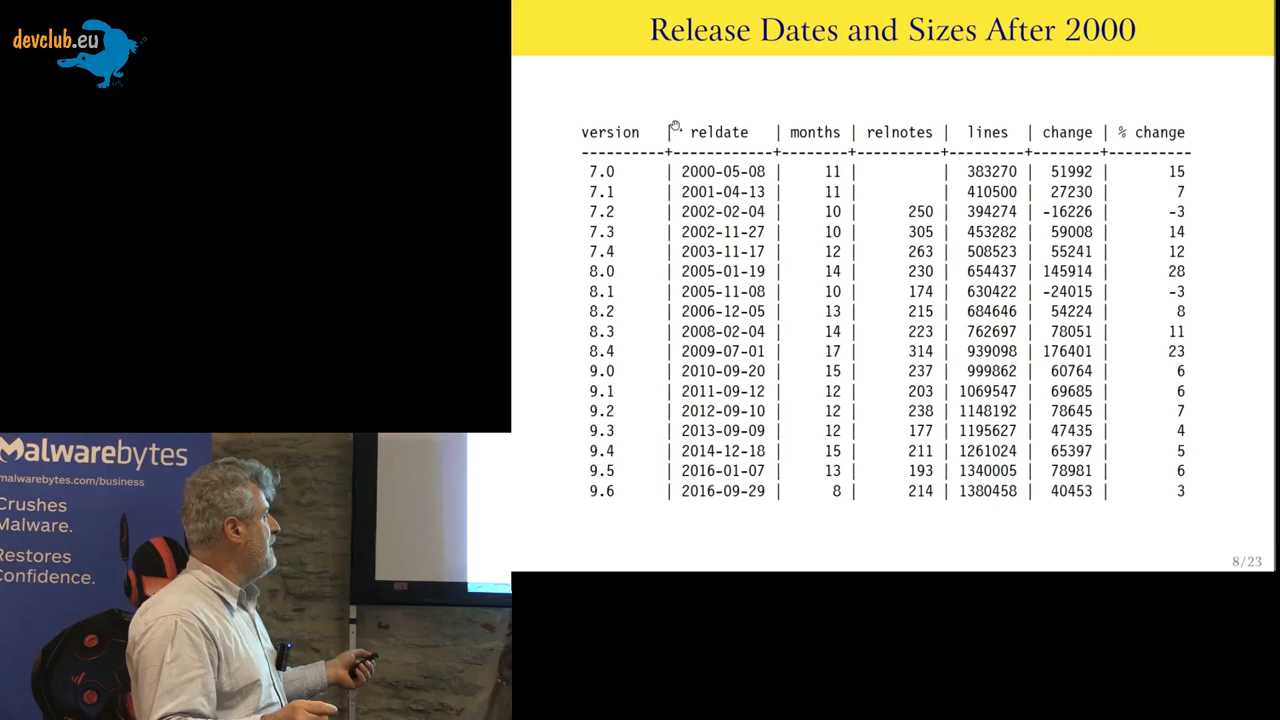 devclub.eu
Release Dates and Sizes After 2000
version | reldate | months | relnotes | lines | change | % change
----------+------------+--------+----------+---------+--------+----------
7.0 | 2000-05-08 | 11 | | 383270 | 51992 | 15
7.1 | 2001-04-13 | 11 | | 410500 | 27230 | 7
7.2 | 2002-02-04 | 10 | 250 | 394274 | -16226 | -3
7.3 | 2002-11-27 | 10 | 305 | 453282 | 59008 | 14
7.4 | 2003-11-17 | 12 | 263 | 508523 | 55241 | 12
8.0 | 2005-01-19 | 14 | 230 | 654437 | 145914 | 28
8.1 | 2005-11-08 | 10 | 174 | 630422 | -24015 | -3
8.2 | 2006-12-05 | 13 | 215 | 684646 | 54224 | 8
8.3 | 2008-02-04 | 14 | 223 | 762697 | 78051 | 11
8.4 | 2009-07-01 | 17 | 314 | 939098 | 176401 | 23
9.0 | 2010-09-20 | 15 | 237 | 999862 | 60764 | 6
9.1 | 2011-09-12 | 12 | 203 | 1069547 | 69685 | 6
9.2 | 2012-09-10 | 12 | 238 | 1148192 | 78645 | 7
9.3 | 2013-09-09 | 12 | 177 | 1195627 | 47435 | 4
9.4 | 2014-12-18 | 15 | 211 | 1261024 | 65397 | 5
9.5 | 2016-01-07 | 13 | 193 | 1340005 | 78981 | 6
9.6 | 2016-09-29 | 8 | 214 | 1380458 | 40453 | 3
8/23
Malwarebytes
malwarebytes.com/business
Crushes
Malware.
Restores
Confidence.